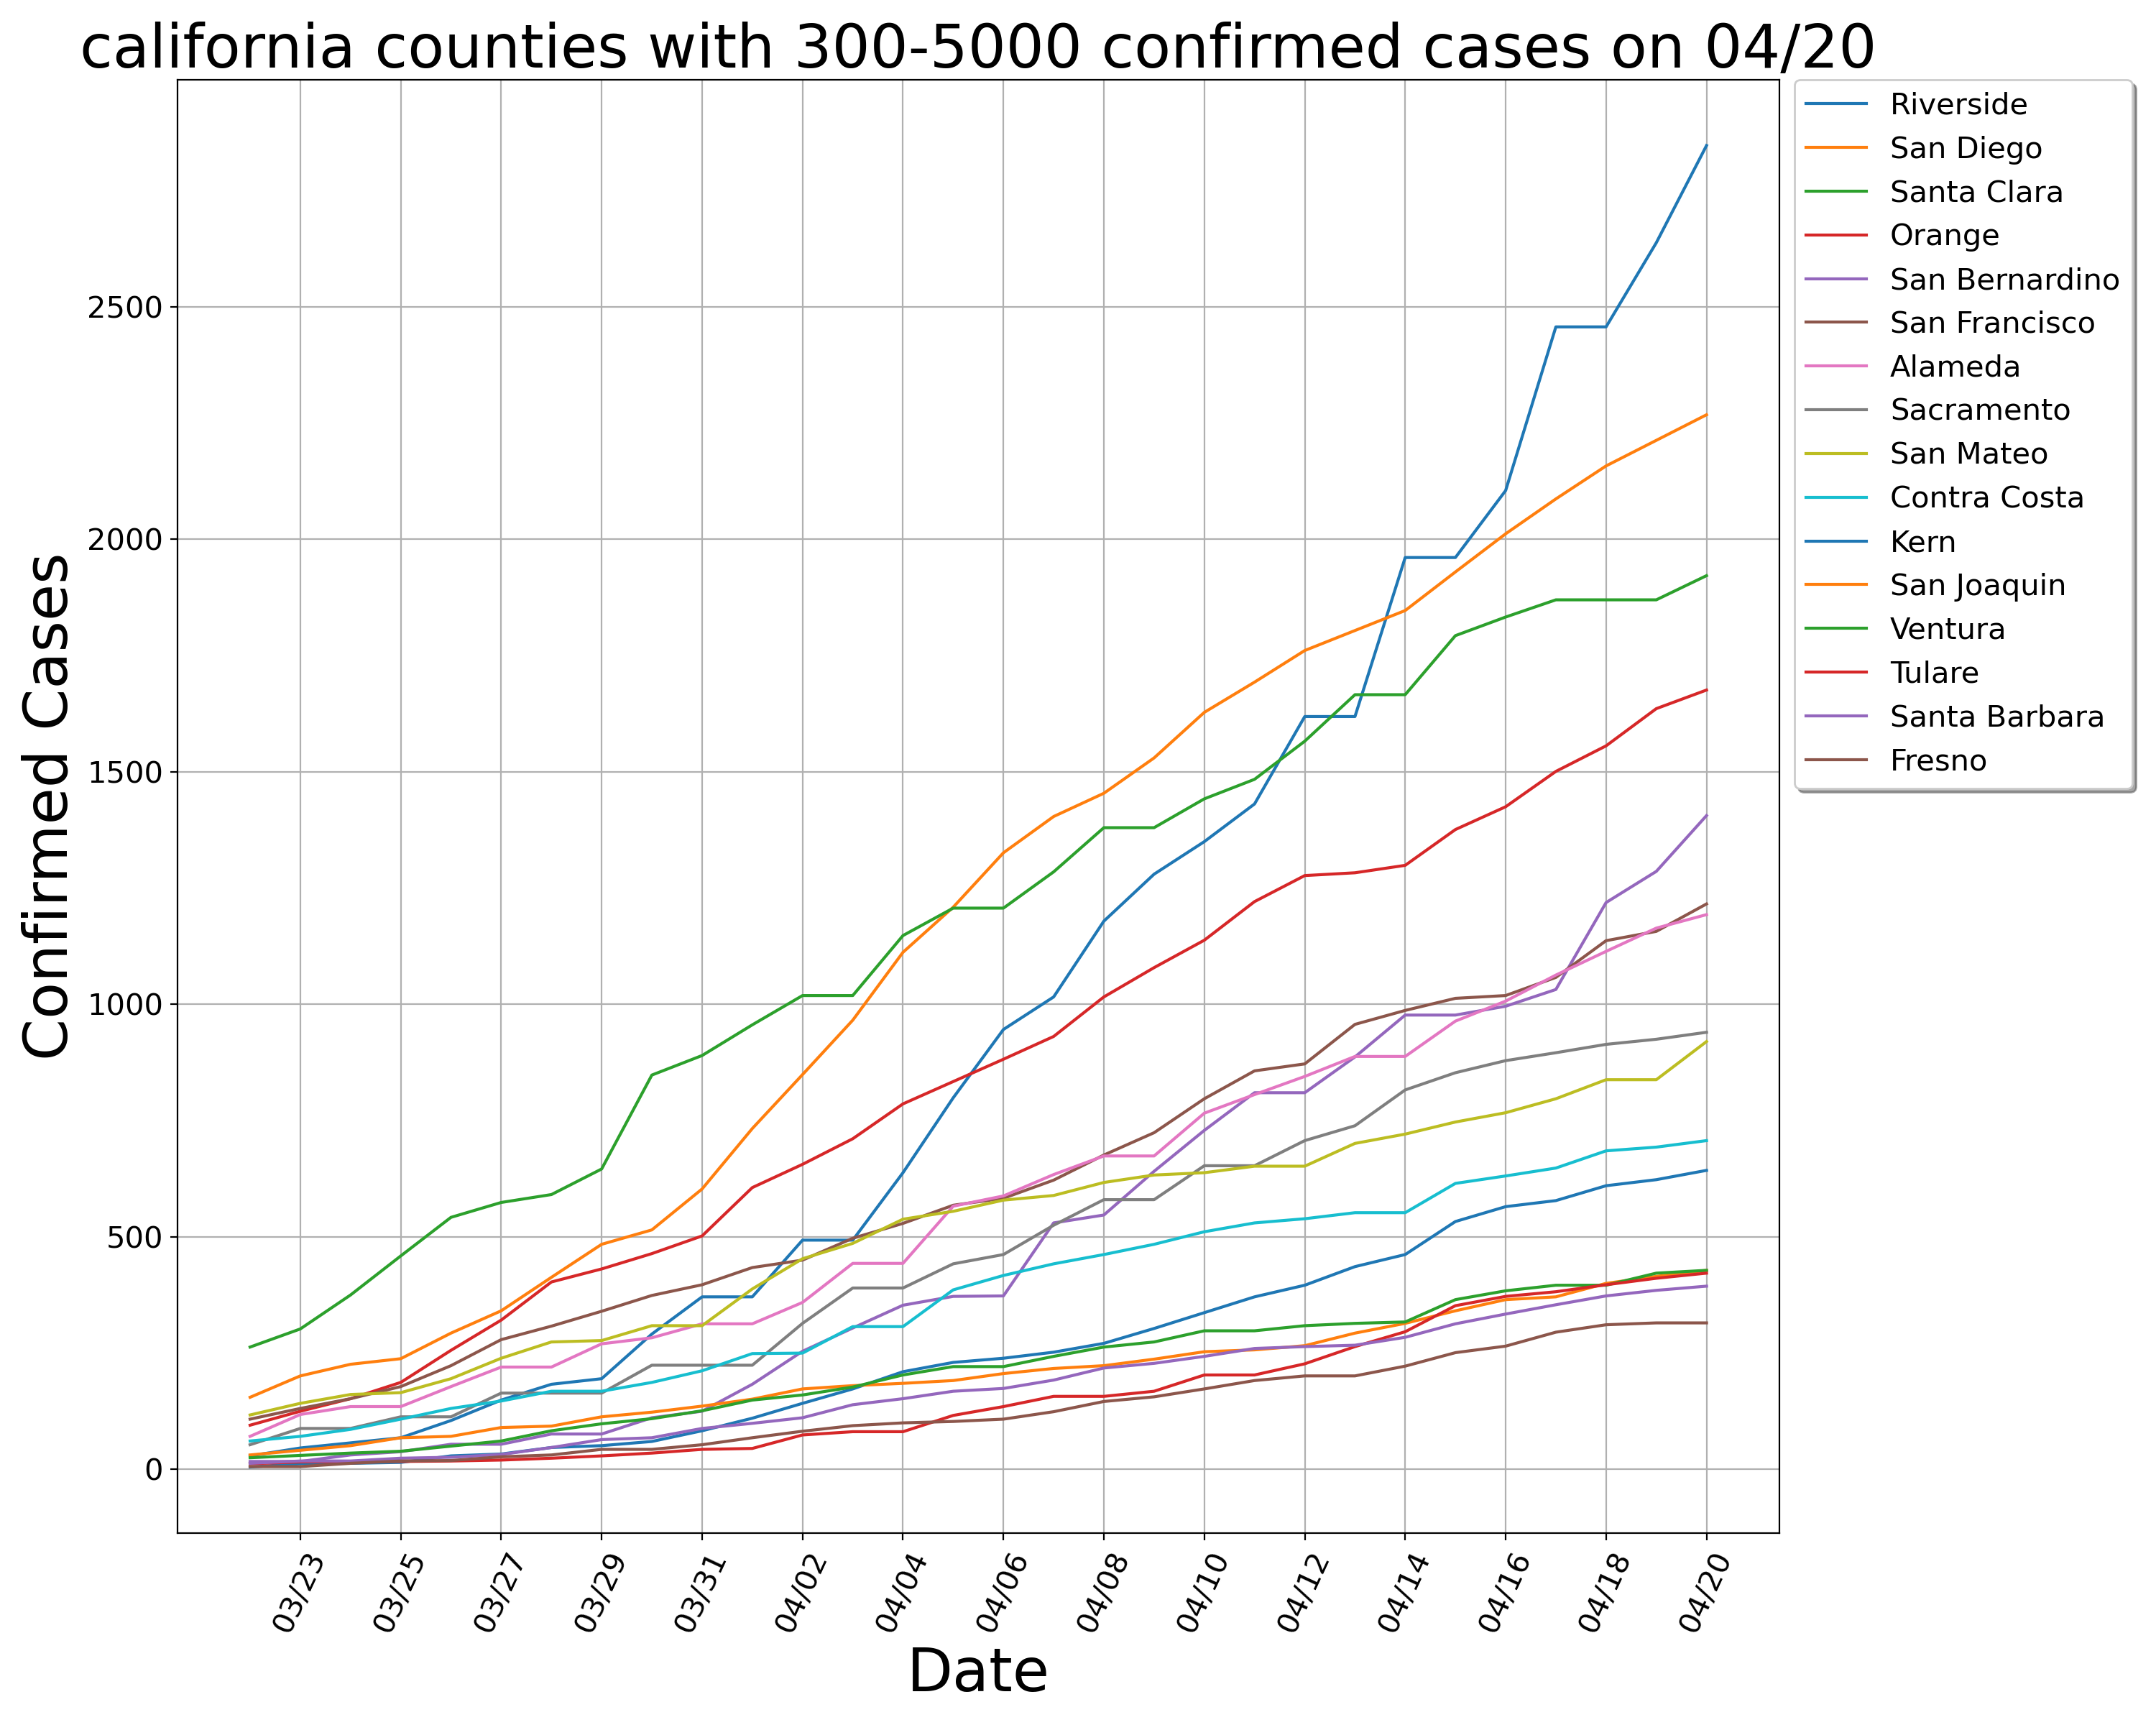 california counties with 300-5000 confirmed cases on 04/20
Riverside
San Diego
Santa Clara
Orange
San Bernardino
San Francisco
Alameda
Sacramento
San Mateo
Contra Costa
Kern
San Joaquin
Ventura
Tulare
Santa Barbara
Fresno
Confirmed Cases
2500
2000
1500
1000
500
0
03/23
03/25
03/27
03/29
03/31
04/02
04/04
04/06
04/08
04/10
04/12
04/14
04/16
04/18
04/20
Date